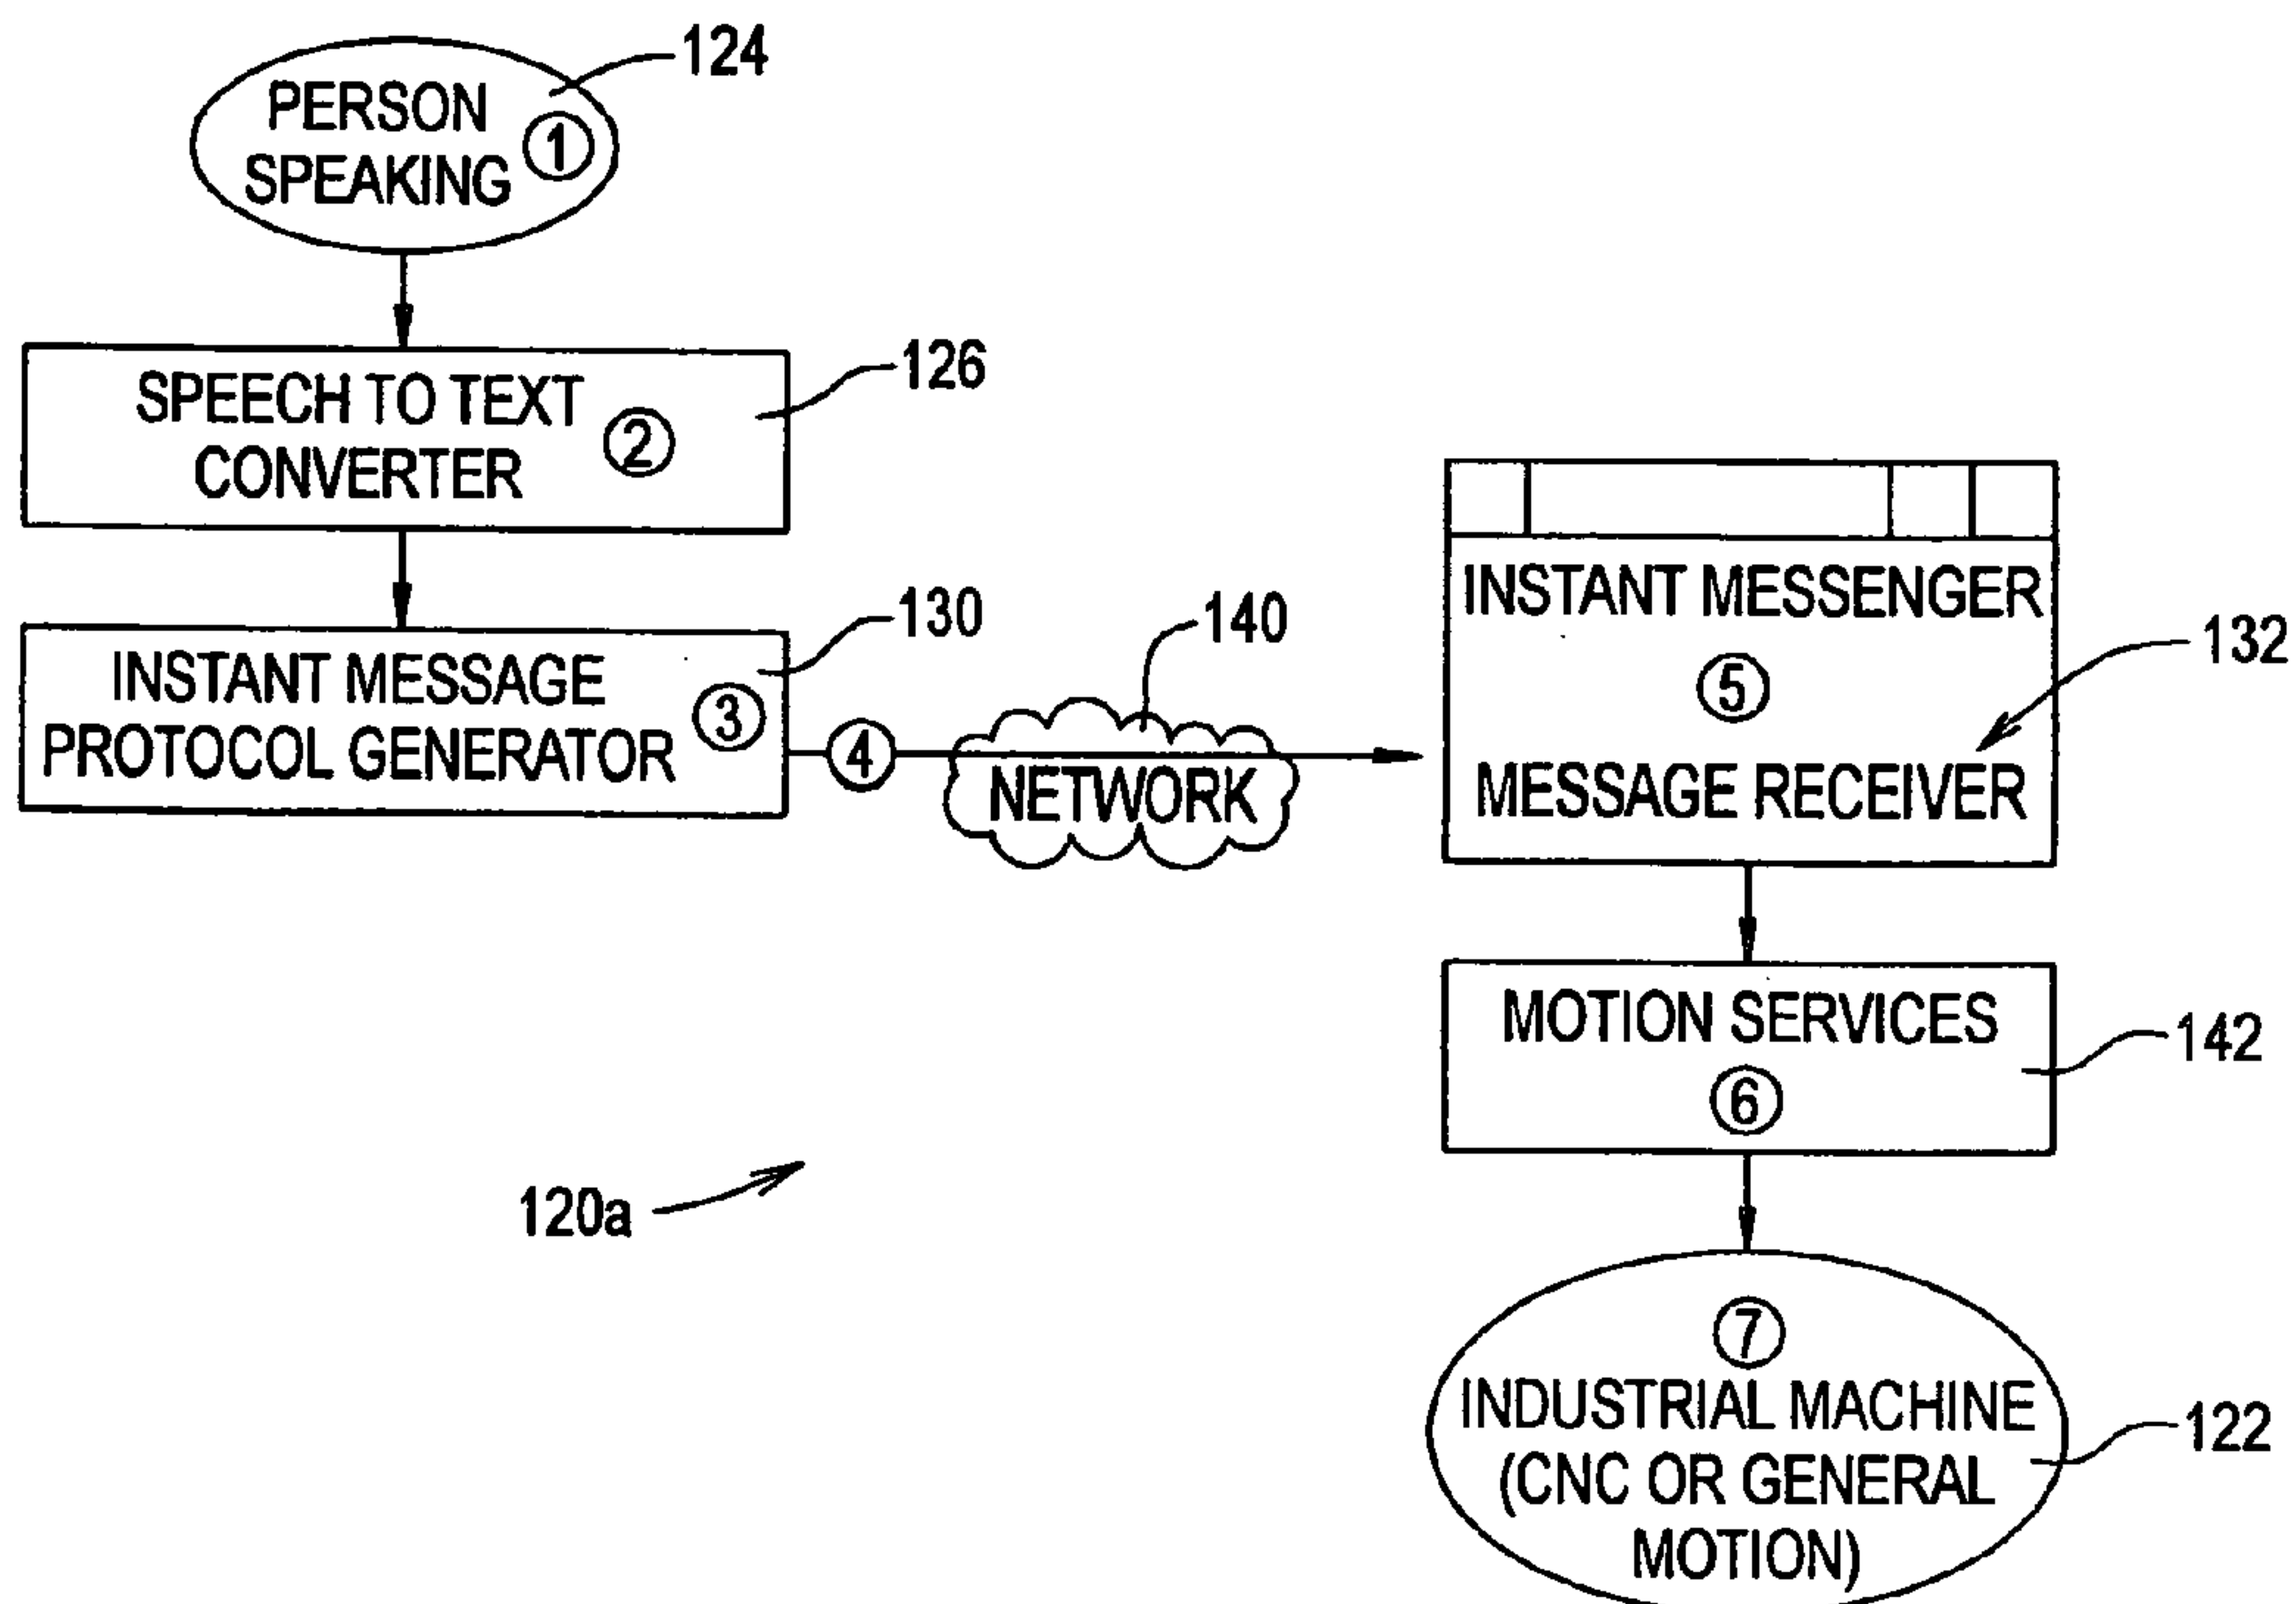 124
PERSON
SPEAKING ①
126
SPEECH TO TEXT
CONVERTER ②
130
INSTANT MESSAGE
PROTOCOL GENERATOR ③
④
140
NETWORK
INSTANT MESSENGER
⑤
132
MESSAGE RECEIVER
MOTION SERVICES
142
⑥
120a
⑦
INDUSTRIAL MACHINE
122
(CNC OR GENERAL
MOTION)